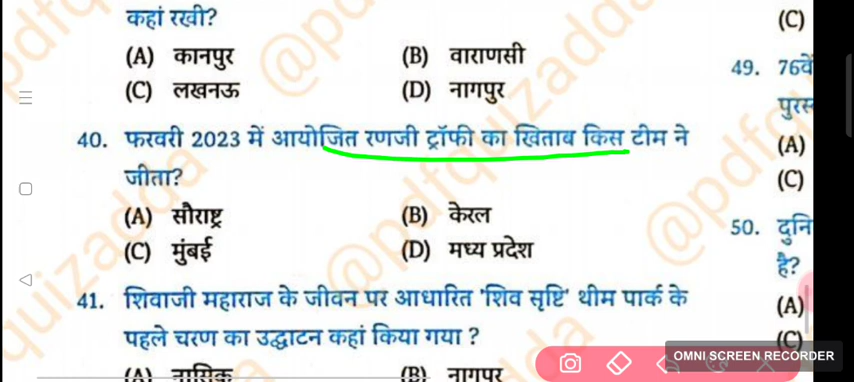 कहां रखी?
(A) कानपुर (B) वाराणसी
(C) लखनऊ (D) नागपुर
40. फरवरी 2023 में आयोजित रणजी ट्रॉफी का खिताब किस टीम ने
जीता?
(A) सौराष्ट्र (B) केरल
(C) मुंबई (D) मध्य प्रदेश
41. शिवाजी महाराज के जीवन पर आधारित 'शिव सृष्टि' थीम पार्क के
पहले चरण का उद्घाटन कहां किया गया ?
(A) नासिक (B) नागपुर
(C)
49. 76वें
पुरस
(A)
(C)
50. दुनि
है?
(A)
(C)
@pdfquizadda
OMNI SCREEN RECORDER